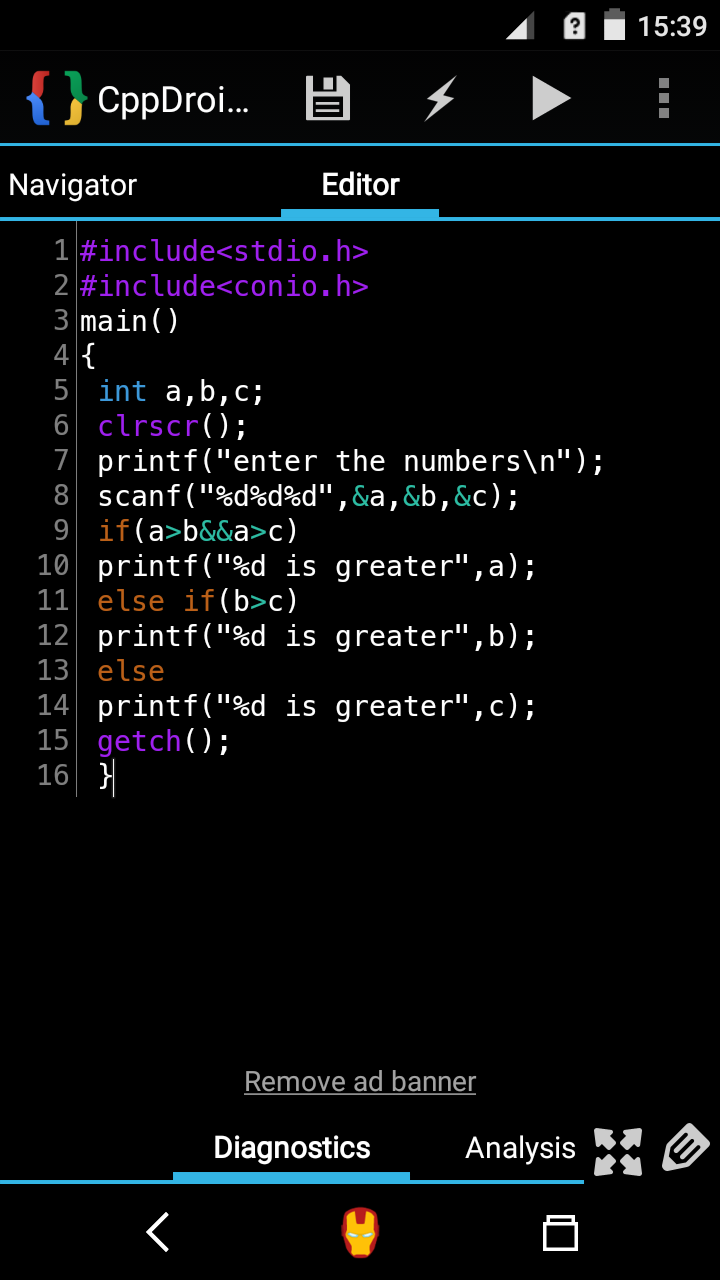 15:39
CppDroi...
Navigator Editor
1 #include<stdio.h>
2 #include<conio.h>
3 main()
4 {
5 int a,b,c;
6 clrscr();
7 printf("enter the numbers\n");
8 scanf("%d%d%d",&a,&b,&c);
9 if(a>b&&a>c)
10 printf("%d is greater",a);
11 else if(b>c)
12 printf("%d is greater",b);
13 else
14 printf("%d is greater",c);
15 getch();
16 }
Remove ad banner
Diagnostics Analysis